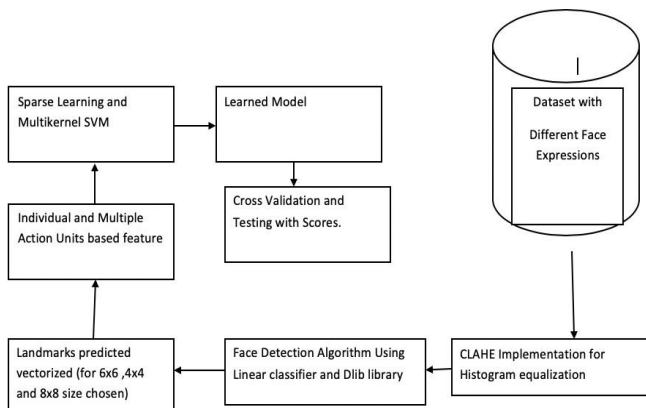 Sparse Learning and
Multikernel SVM
Learned Model
Dataset with
Different Face
Expressions
Cross Validation and
Testing with Scores.
Individual and Multiple
Action Units based feature
Landmarks predicted
vectorized (for 6x6 ,4x4
and 8x8 size chosen)
Face Detection Algorithm Using
Linear classifier and Dlib library
CLAHE Implementation for
Histogram equalization